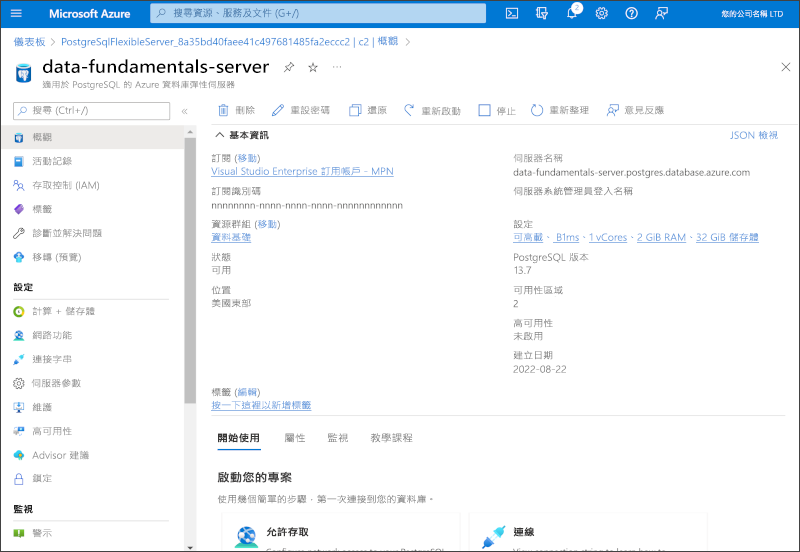 Microsoft Azure
搜尋資源、服務及文件 (G+/)
2
您的公司名稱 LTD
儀表板 > PostgreSqlFlexibleServer_8a35bd40faee41c497681485fa2eccc2 | c2 | 概觀 >
data-fundamentals-server
適用於 PostgreSQL 的 Azure 資料庫彈性伺服器
搜尋 (Ctrl+/)
刪除 重設密碼 還原 重新啟動 停止 重新整理 意見反應
概觀
活動記錄
存取控制 (IAM)
標籤
診斷並解決問題
移轉 (預覽)
設定
計算 + 儲存體
網路功能
連接字串
伺服器參數
維護
高可用性
Advisor 建議
鎖定
監視
警示
基本資訊
JSON 檢視
訂閱 (移動)
Visual Studio Enterprise 訂用帳戶 – MPN
訂閱識別碼
nnnnnnnn-nnnn-nnnn-nnnn-nnnnnnnnnnnn
資源群組 (移動)
資料基礎
狀態
可用
位置
美國東部
伺服器名稱
data-fundamentals-server.postgres.database.azure.com
伺服器系統管理員登入名稱
設定
可高載、 B1ms、1 vCores、2 GiB RAM、32 GiB 儲存體
PostgreSQL 版本
13.7
可用性區域
2
高可用性
未啟用
建立日期
2022-08-22
標籤 (編輯)
按一下這裡以新增標籤
開始使用 屬性 監視 教學課程
啟動您的專案
使用幾個簡單的步驟，第一次連接到您的資料庫。
允許存取
Configure network access to your PostgreSQL
連線
View connection string to learn how to